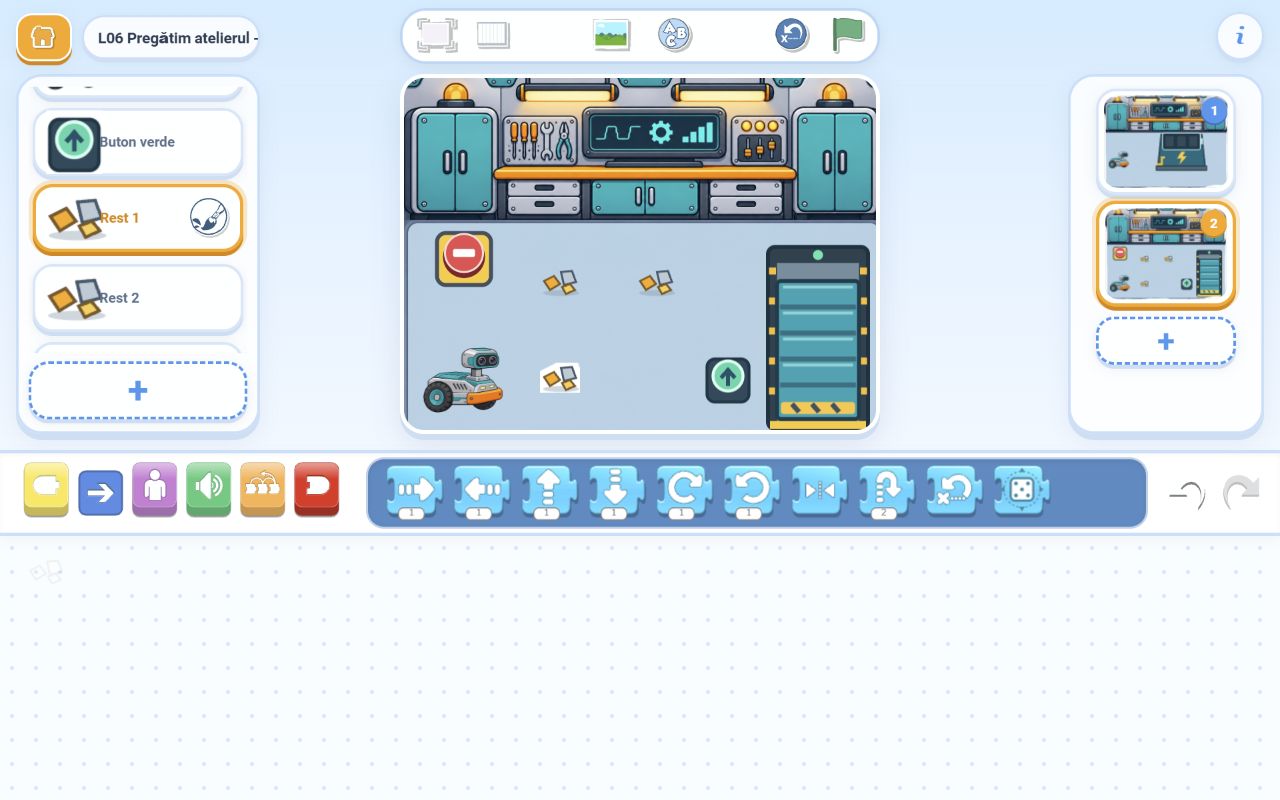 L06 Pregătim atelierul -
i
Buton verde
Rest 1
Rest 2
+
1
2
+
A
B
C
x
1
1
1
1
1
1
2
x